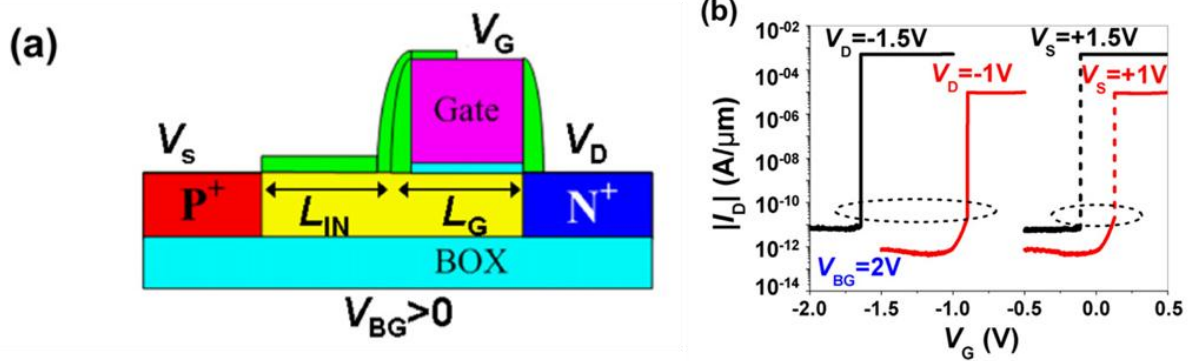 (a)
V_G
Gate
V_S
V_D
P+
L_IN
L_G
N+
BOX
V_BG>0
(b)
10^-02
10^-04
10^-06
10^-08
10^-10
10^-12
10^-14
|I_D| (A/μm)
V_D=-1.5V
V_S=+1.5V
V_D=-1V
V_S=+1V
V_BG=2V
-2.0 -1.5 -1.0 -0.5 0.0 0.5
V_G (V)